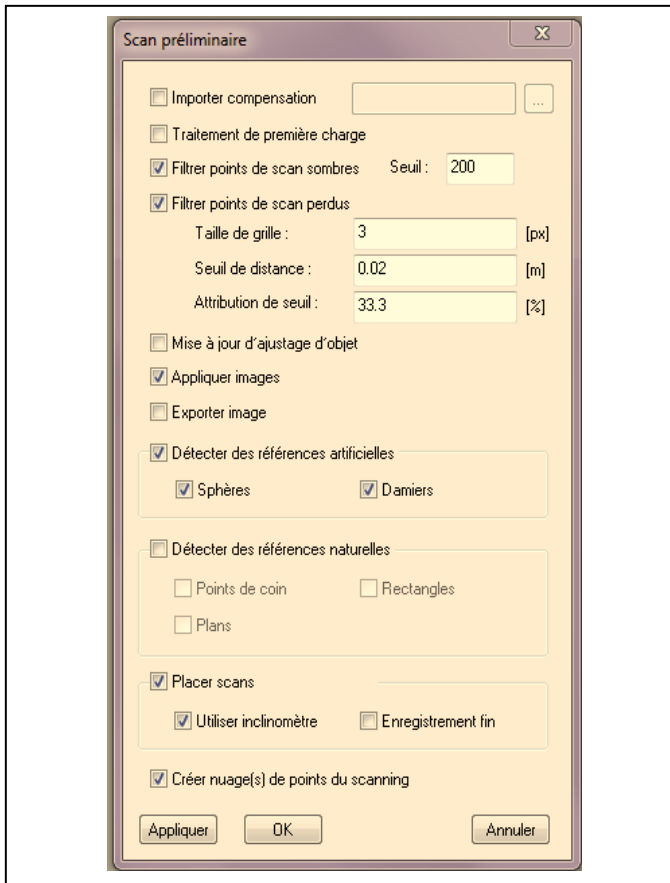 Scan préliminaire
Importer compensation ...
Traitement de première charge
Filtrer points de scan sombres Seuil : 200
Filtrer points de scan perdus
Taille de grille : 3 [px]
Seuil de distance : 0.02 [m]
Attribution de seuil : 33.3 [%]
Mise à jour d´ajustage d´objet
Appliquer images
Exporter image
Détecter des références artificielles
Sphères Damiers
Détecter des références naturelles
Points de coin Rectangles
Plans
Placer scans
Utiliser inclinomètre Enregistrement fin
Créer nuage(s) de points du scanning
Appliquer OK Annuler